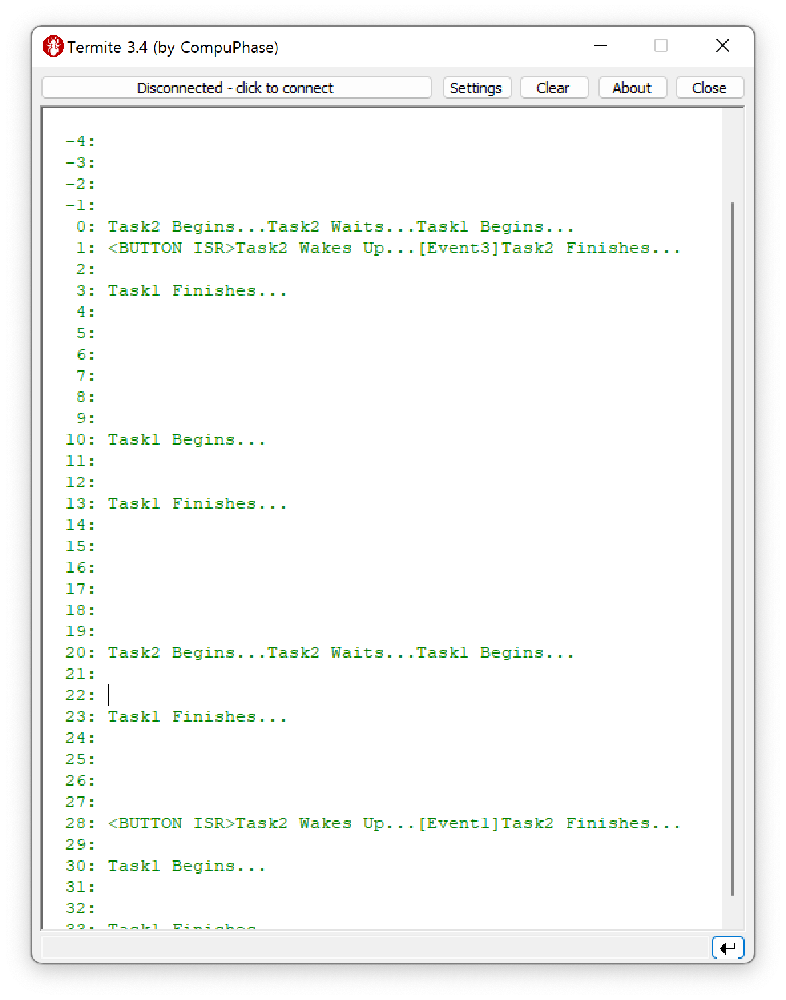 Termite 3.4 (by CompuPhase)
Disconnected - click to connect Settings Clear About Close
-4:
-3:
-2:
-1:
0: Task2 Begins...Task2 Waits...Task1 Begins...
1: <BUTTON ISR>Task2 Wakes Up...[Event3]Task2 Finishes...
2:
3: Task1 Finishes...
4:
5:
6:
7:
8:
9:
10: Task1 Begins...
11:
12:
13: Task1 Finishes...
14:
15:
16:
17:
18:
19:
20: Task2 Begins...Task2 Waits...Task1 Begins...
21:
22:
23: Task1 Finishes...
24:
25:
26:
27:
28: <BUTTON ISR>Task2 Wakes Up...[Event1]Task2 Finishes...
29:
30: Task1 Begins...
31:
32:
33: Task1 Finishes